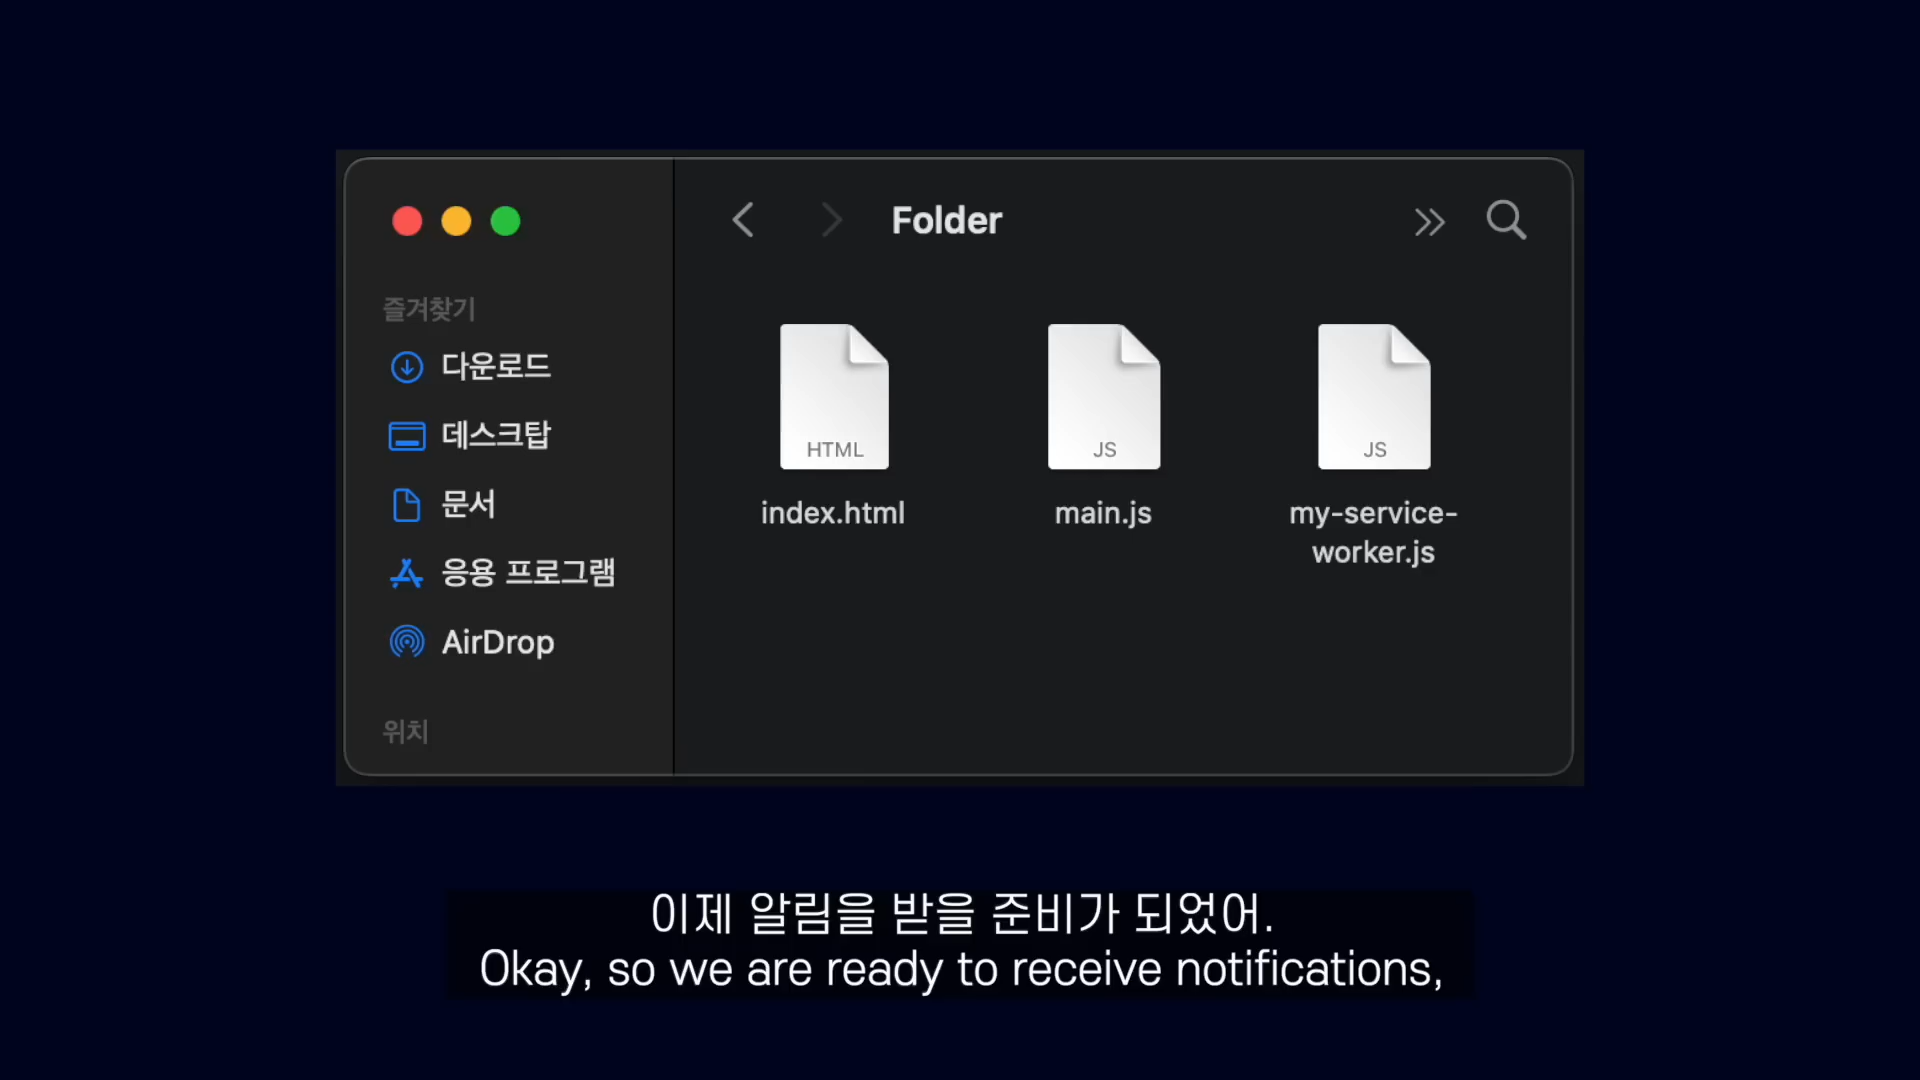 Folder
즐겨찾기
다운로드
데스크탑
문서
응용 프로그램
AirDrop
위치
HTML
index.html
JS
main.js
JS
my-service-
worker.js
이제 알림을 받을 준비가 되었어.
Okay, so we are ready to receive notifications,